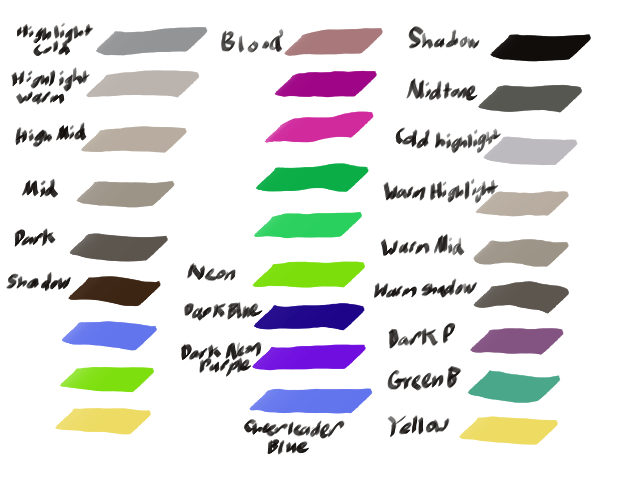 Highlight
Cold
Highlight
warm
High Mid
Mid
Dark
Shadow
Blood
Neon
Dark Blue
Dark Neon
Purple
Cheerleader
Blue
Shadow
Midtone
Cold highlight
Warm Highlight
Warm Mid
Warm shadow
Dark P
Green B
Yellow